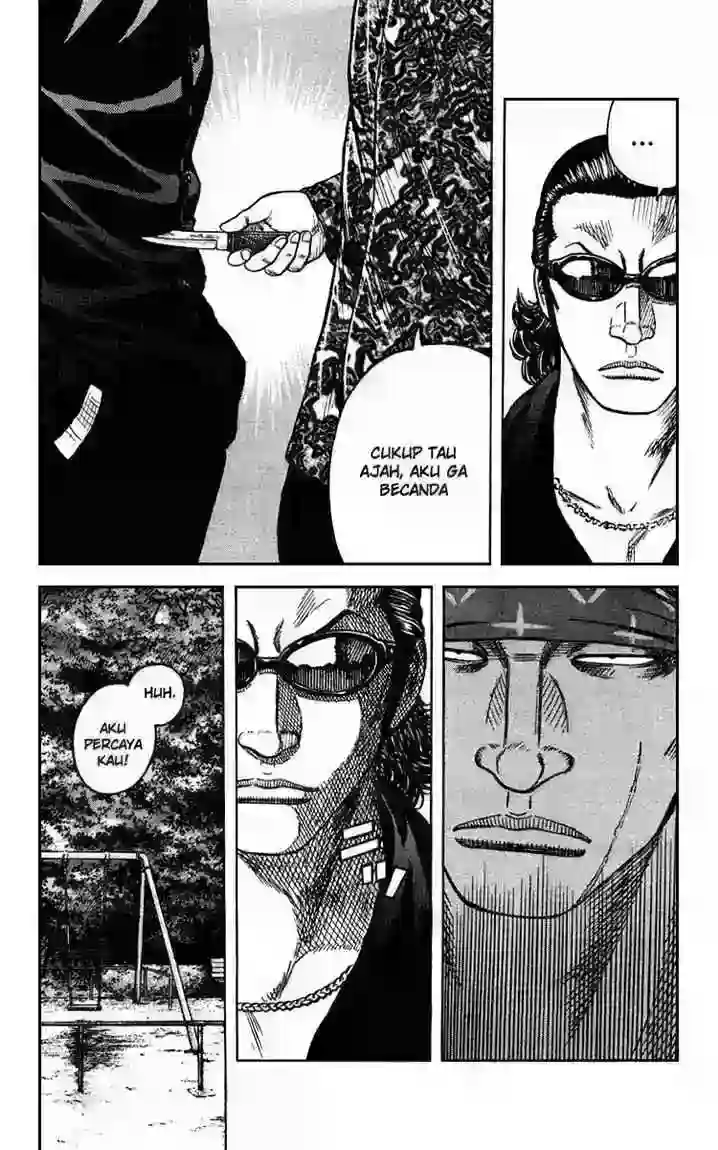 ...
CUKUP TAU
AJAH, AKU GA
BECANDA
HUH.
AKU
PERCAYA
KAU!